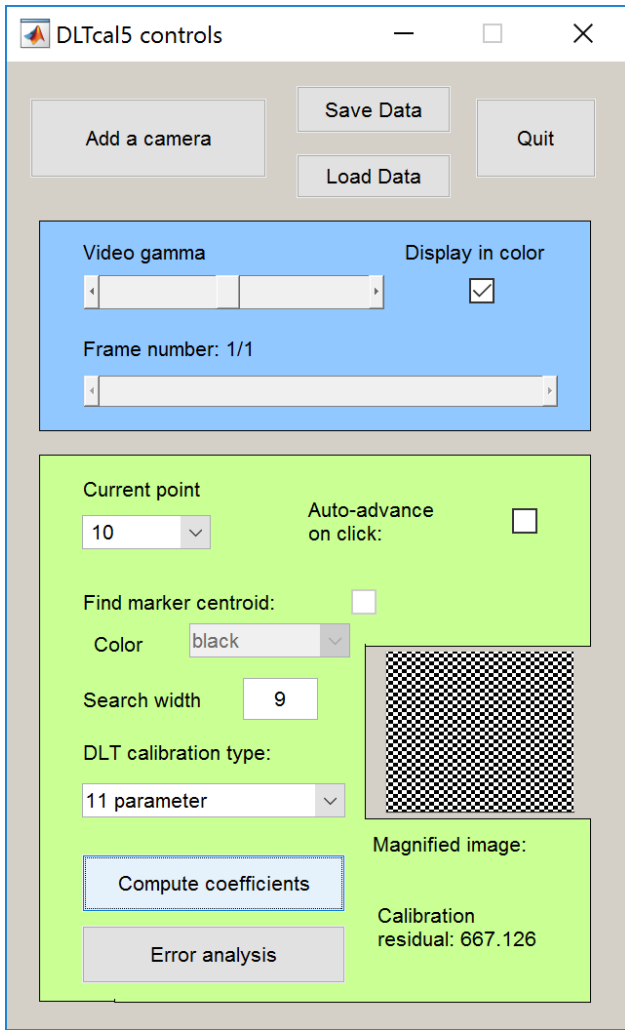 DLTcal5 controls
Add a camera
Save Data
Load Data
Quit
Video gamma
Display in color
Frame number: 1/1
Current point
10
Auto-advance
on click:
Find marker centroid:
Color
black
Search width
9
DLT calibration type:
11 parameter
Magnified image:
Compute coefficients
Calibration
residual: 667.126
Error analysis